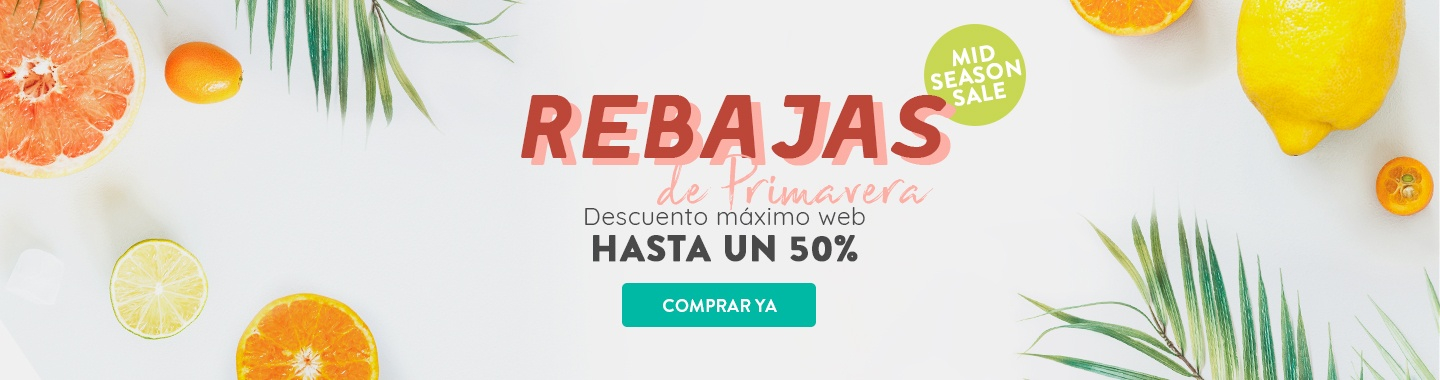 MID
SEASON
SALE
REBAJAS
de Primavera
Descuento máximo web
HASTA UN 50%
COMPRAR YA